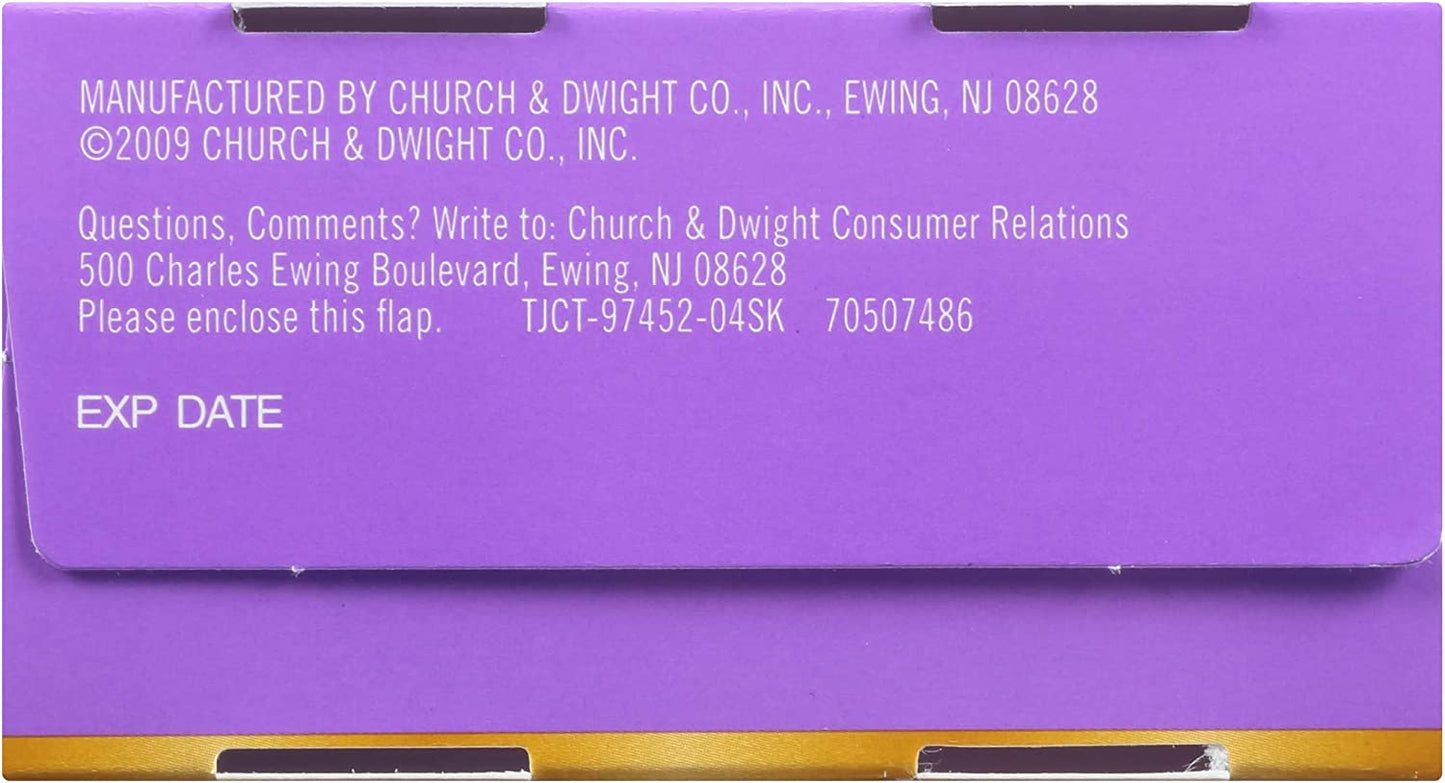 MANUFACTURED BY CHURCH & DWIGHT CO., INC., EWING, NJ 08628
©2009 CHURCH & DWIGHT CO., INC.
Questions, Comments? Write to: Church & Dwight Consumer Relations
500 Charles Ewing Boulevard, Ewing, NJ 08628
Please enclose this flap. TJCT-97452-04SK 70507486
EXP DATE